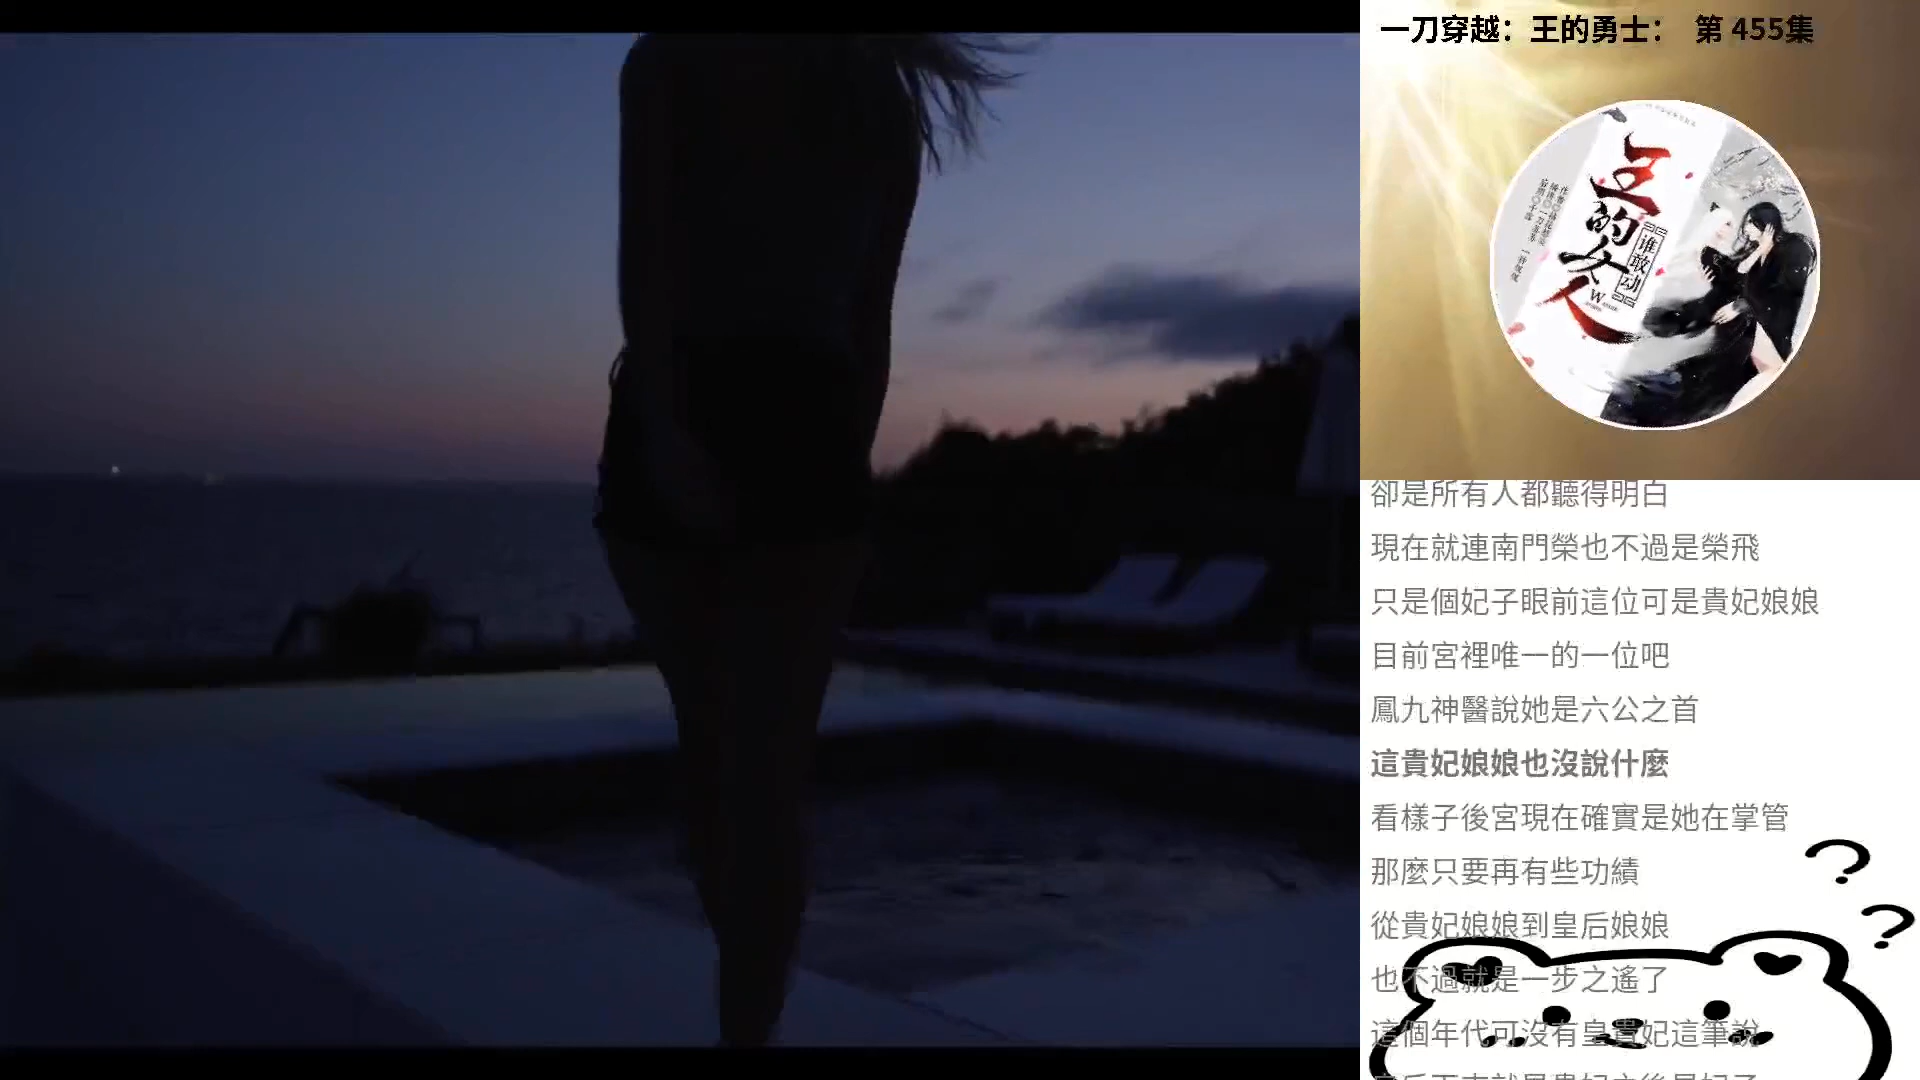 一刀穿越：王的勇士： 第 455集
王的女人
谁敢动
W
卻是所有人都聽得明白
現在就連南門榮也不過是榮飛
只是個妃子眼前這位可是貴妃娘娘
目前宮裡唯一的一位吧
鳳九神醫說她是六公之首
這貴妃娘娘也沒說什麼
看樣子後宮現在確實是她在掌管
那麼只要再有些功績
從貴妃娘娘到皇后娘娘
也不過就是一步之遙了
這個年代可沒有皇貴妃這筆說
? ?